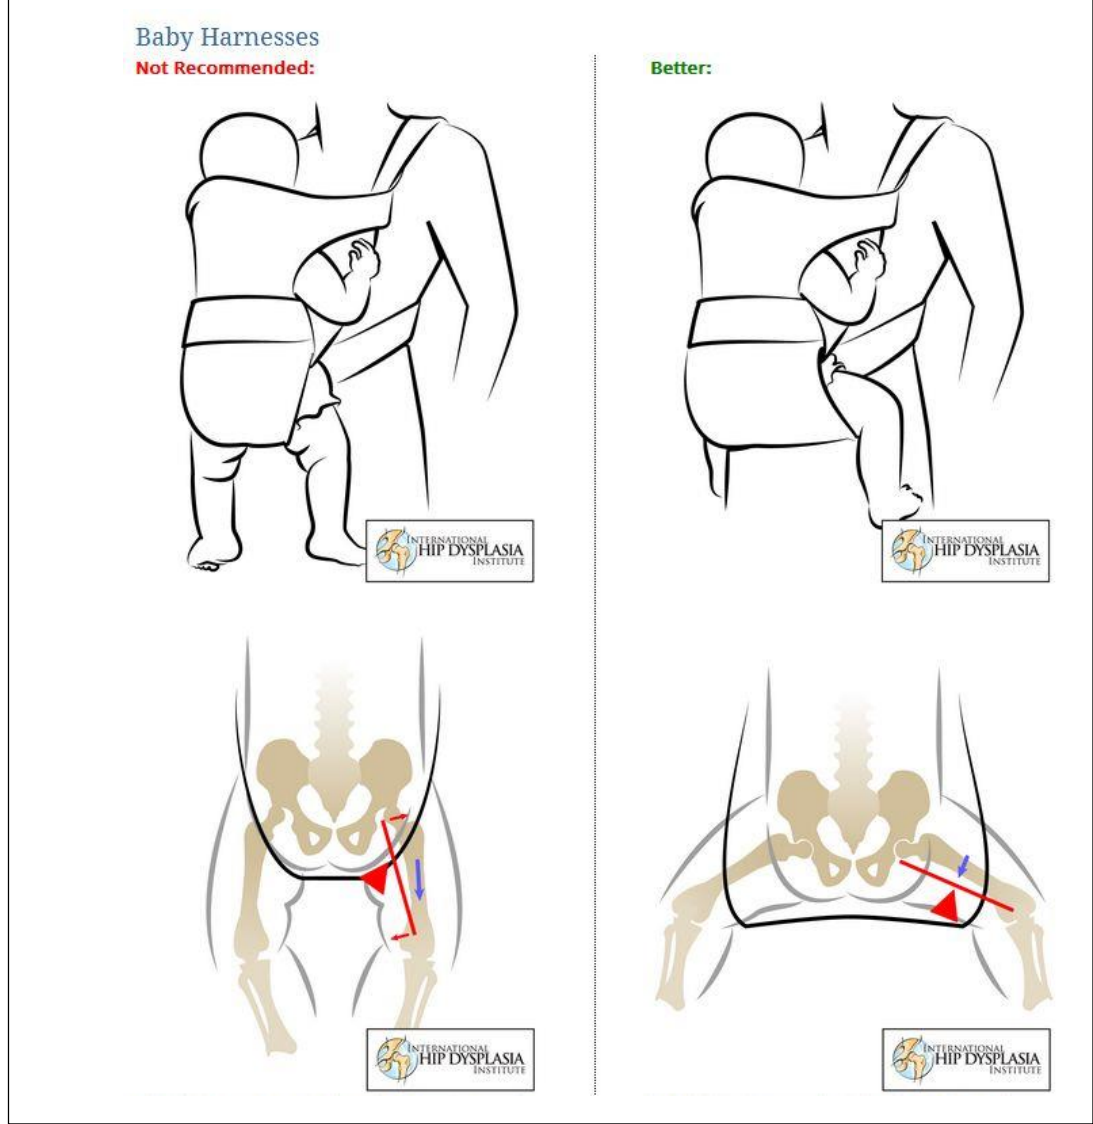 Baby Harnesses
Not Recommended:
Better:
INTERNATIONAL
HIP DYSPLASIA
INSTITUTE
INTERNATIONAL
HIP DYSPLASIA
INSTITUTE
INTERNATIONAL
HIP DYSPLASIA
INSTITUTE
INTERNATIONAL
HIP DYSPLASIA
INSTITUTE